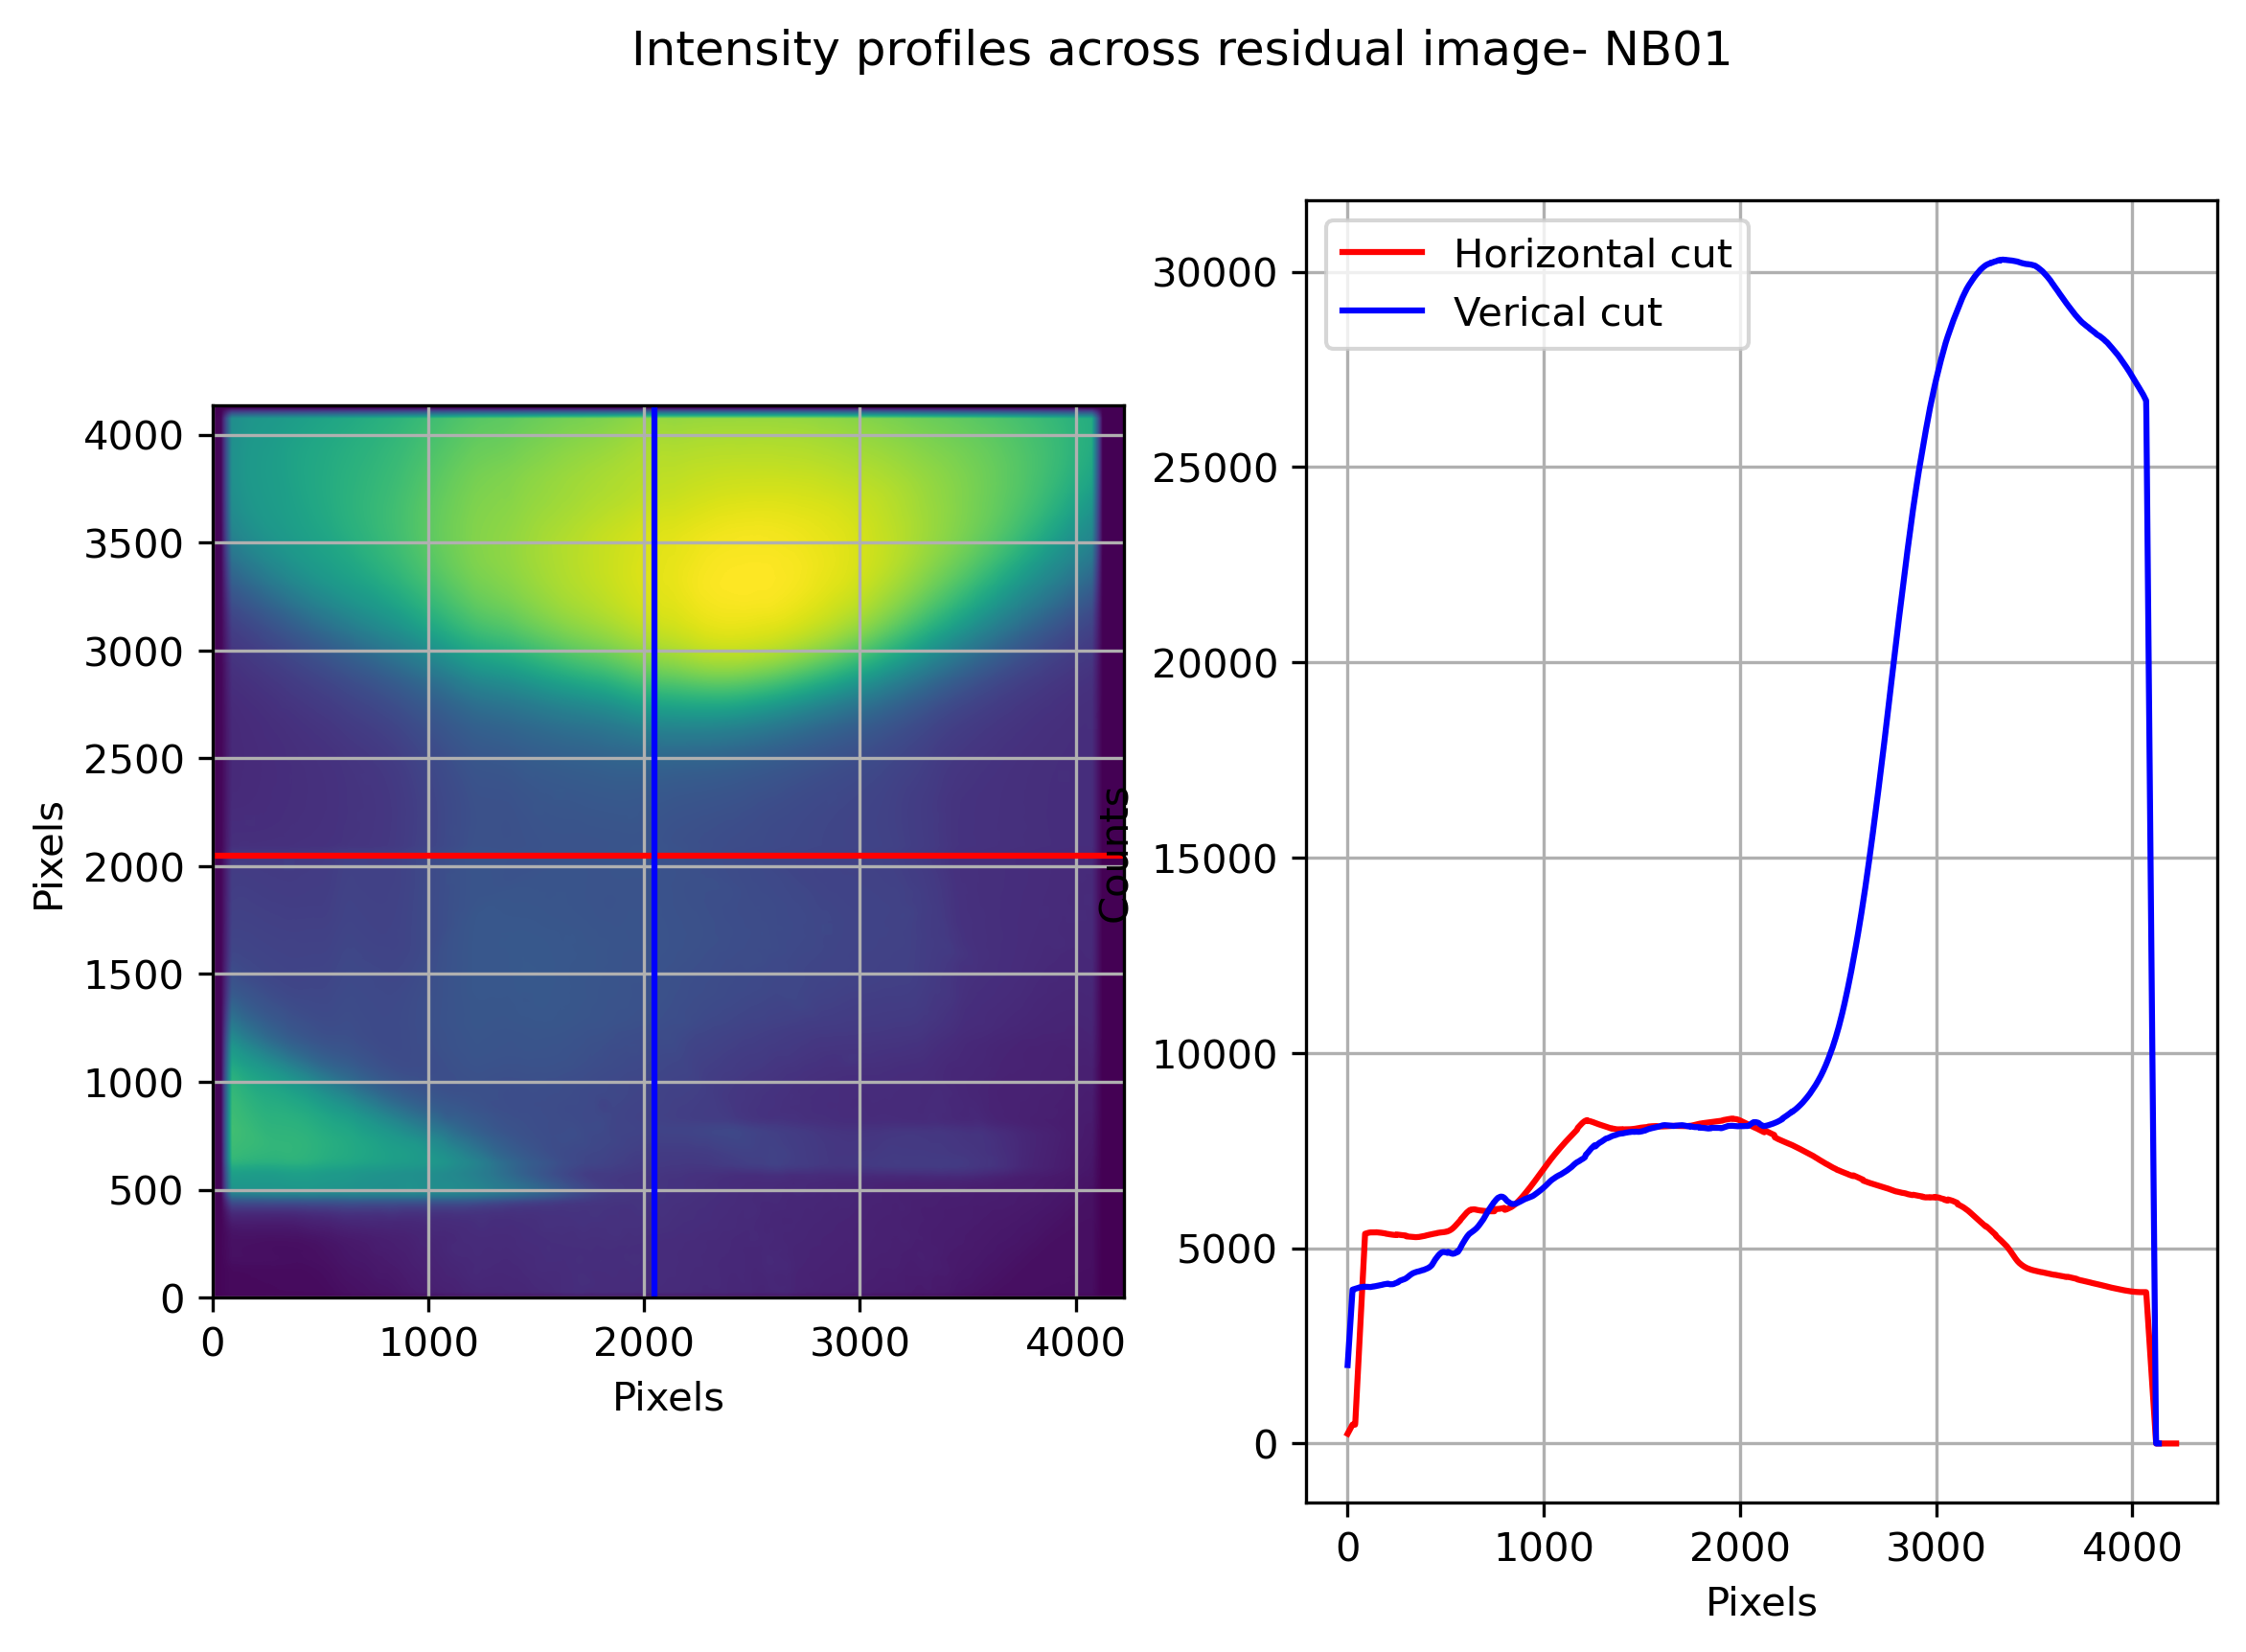 Intensity profiles across residual image- NB01
4000
3500
3000
2500
2000
1500
1000
500
0
Pixels
0 1000 2000 3000 4000
Pixels
Horizontal cut
Verical cut
30000
25000
20000
15000
10000
5000
0
Counts
0 1000 2000 3000 4000
Pixels